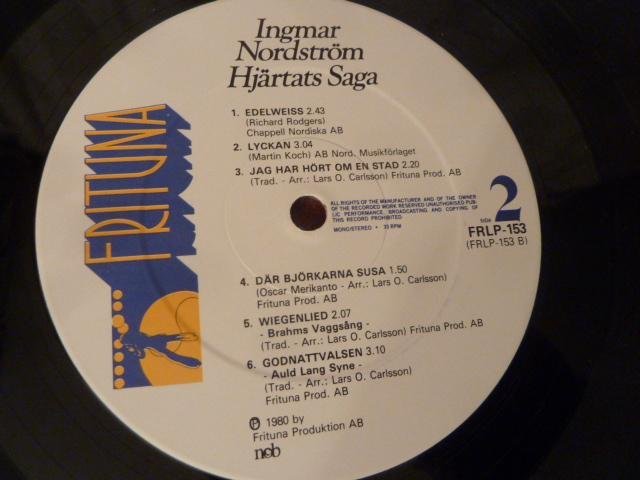 Ingmar
Nordström
Hjärtats Saga
FRITUNA
1. EDELWEISS 2.43
(Richard Rodgers)
Chappell Nordiska AB
2. LYCKAN 3.04
(Martin Koch) AB Nord. Musikförlaget
3. JAG HAR HÖRT OM EN STAD 2.20
(Trad. - Arr.: Lars O. Carlsson) Frituna Prod. AB
ALL RIGHTS OF THE MANUFACTURER AND OF THE OWNER
OF THE RECORDED WORK RESERVED UNAUTHORISED PUB-
LIC PERFORMANCE, BROADCASTING AND COPYING OF
THIS RECORD PROHIBITED
MONO/STEREO • 33 RPM
side 2
FRLP-153
(FRLP-153 B)
4. DÄR BJÖRKARNA SUSA 1.50
(Oscar Merikanto - Arr.: Lars O. Carlsson)
Frituna Prod. AB
5. WIEGENLIED 2.07
- Brahms Vaggsång -
(Trad. - Arr.: Lars O. Carlsson) Frituna Prod. AB
6. GODNATTVALSEN 3.10
- Auld Lang Syne -
(Trad. - Arr.: Lars O. Carlsson)
Frituna Prod. AB
Ⓟ 1980 by
Frituna Produktion AB
ncb